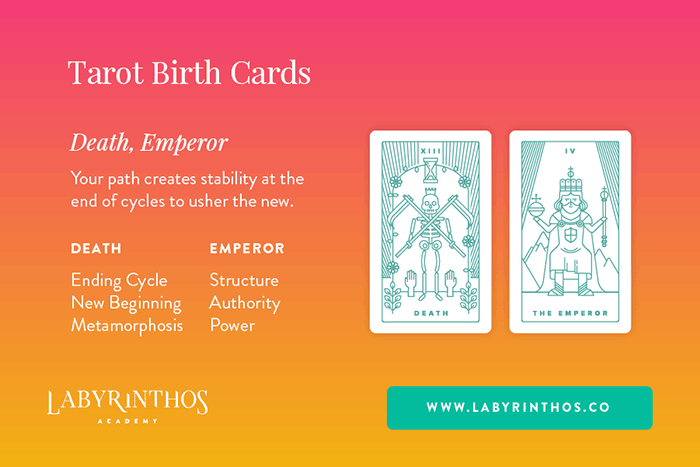 Tarot Birth Cards
Death, Emperor
Your path creates stability at the
end of cycles to usher the new.
DEATH
Ending Cycle
New Beginning
Metamorphosis
EMPEROR
Structure
Authority
Power
XIII
DEATH
IV
THE EMPEROR
LABYRINTHOS
ACADEMY
WWW.LABYRINTHOS.CO